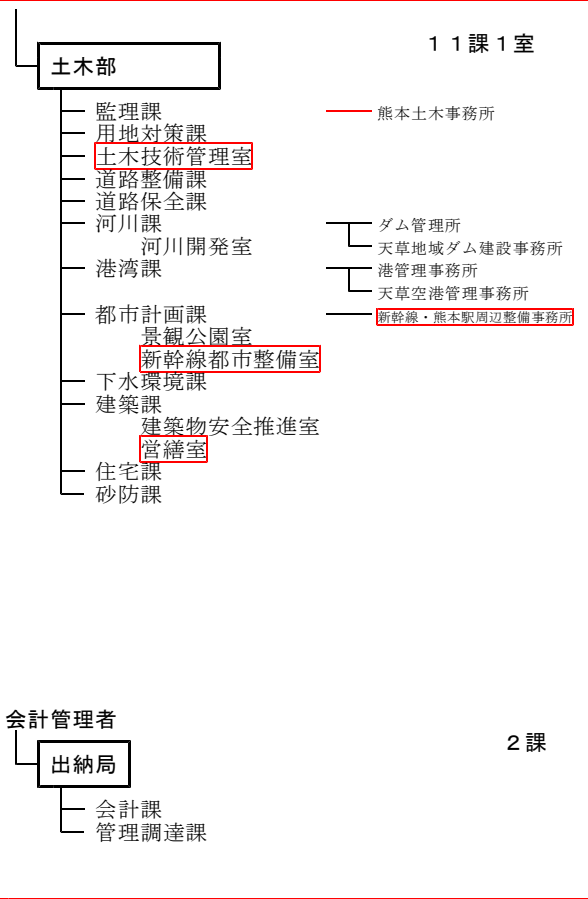 １１課１室
土木部
監理課 熊本土木事務所
用地対策課
土木技術管理室
道路整備課
道路保全課
河川課 ダム管理所
河川開発室 天草地域ダム建設事務所
港湾課 港管理事務所
天草空港管理事務所
都市計画課 新幹線・熊本駅周辺整備事務所
景観公園室
新幹線都市整備室
下水環境課
建築課
建築物安全推進室
営繕室
住宅課
砂防課
会計管理者
２課
出納局
会計課
管理調達課